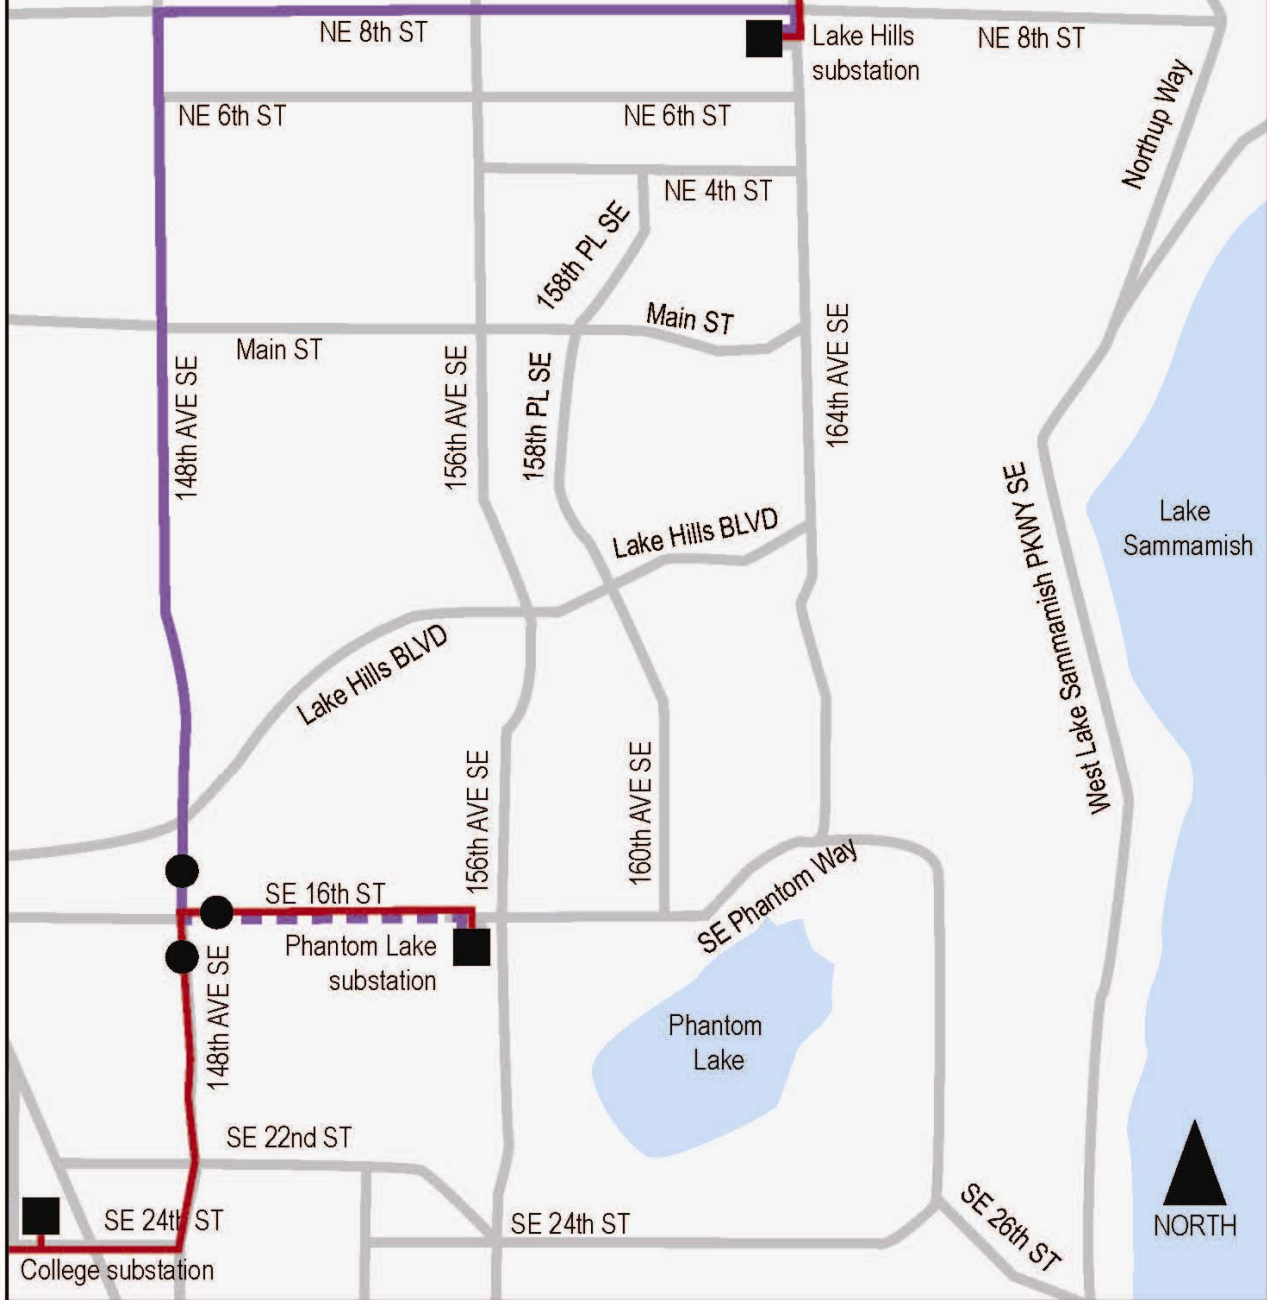 NE 8th ST
Lake Hills
substation
NE 8th ST
NE 6th ST
NE 6th ST
Northup Way
NE 4th ST
158th PL SE
Main ST
Main ST
148th AVE SE
156th AVE SE
158th PL SE
164th AVE SE
Lake Hills BLVD
Lake
Sammamish
West Lake Sammamish PKWY SE
Lake Hills BLVD
156th AVE SE
160th AVE SE
SE Phantom Way
SE 16th ST
Phantom Lake
substation
148th AVE SE
Phantom
Lake
SE 22nd ST
SE 24th ST
SE 24th ST
SE 26th ST
NORTH
College substation